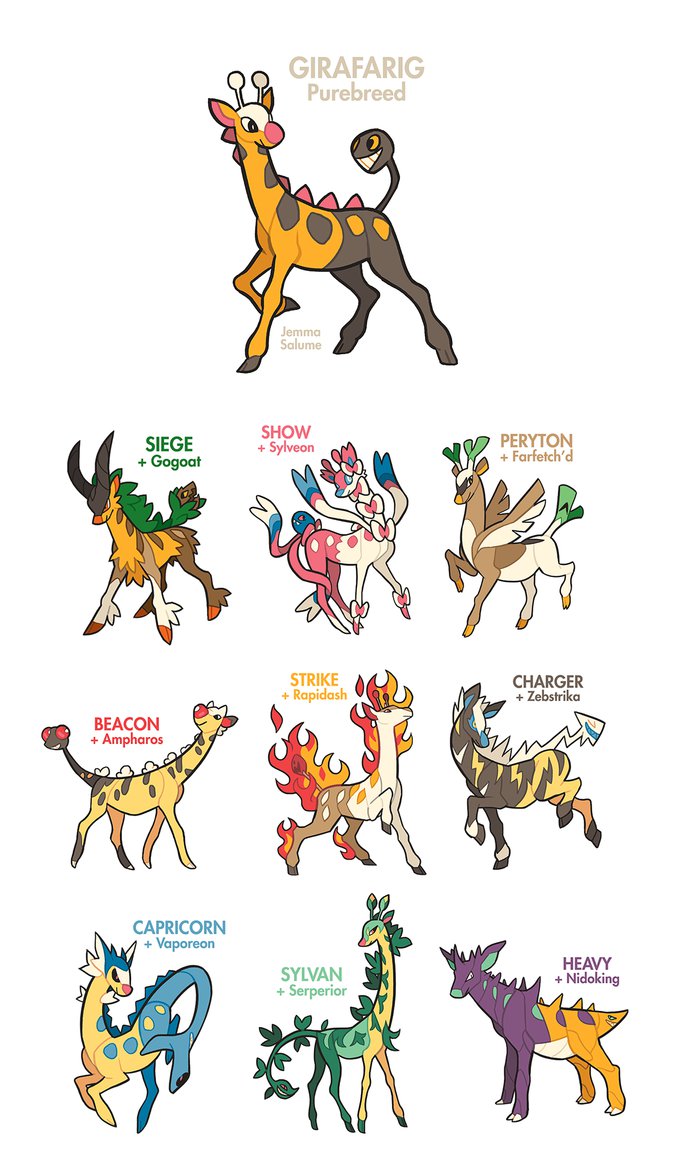 GIRAFARIG
Purebreed
Jemma
Salume
SIEGE
+ Gogoat
SHOW
+ Sylveon
PERYTON
+ Farfetch'd
BEACON
+ Ampharos
STRIKE
+ Rapidash
CHARGER
+ Zebstrika
CAPRICORN
+ Vaporeon
SYLVAN
+ Serperior
HEAVY
+ Nidoking